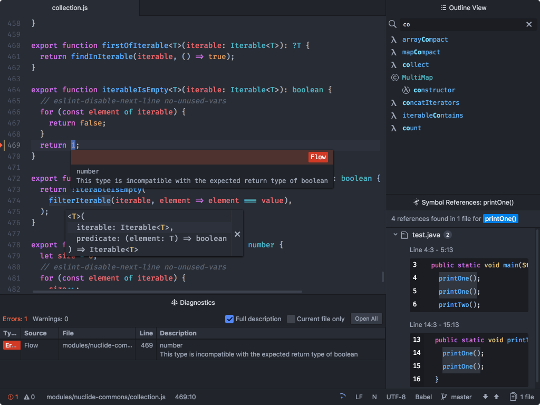 collection.js
Outline View
458 }
459
460 export function firstOfIterable<T>(iterable: Iterable<T>): ?T {
461 return findInIterable(iterable, () => true);
462 }
463
464 export function iterableIsEmpty<T>(iterable: Iterable<T>): boolean {
465 // eslint-disable-next-line no-unused-vars
466 for (const element of iterable) {
467 return false;
468 }
469 return 1;
470 }
471
472 export fu
: boolean {
473 return !iterableIsEmpty(
474 filterIterable(iterable, element => element === value),
475 );
476 }
477
478 export f
number {
480 // eslint-disable-next-line no-unused-vars
481 for (const element of iterable) {
482 size++;
Flow
number
This type is incompatible with the expected return type of boolean
<T>(
iterable: Iterable<T>,
predicate: (element: T) => boolean
) => Iterable<T>
co
arrayCompact
mapCompact
collect
MultiMap
constructor
concatIterators
iterableContains
count
Symbol References: printOne()
4 references found in 1 file for printOne()
test.java 2
Line 4:3 - 5:13
3 public static void main(St
4 printOne();
5 printOne();
6 printTwo();
Line 14:3 - 15:13
13 public static void printT
14 printOne();
15 printOne();
16 }
Diagnostics
Errors: 1 Warnings: 0
Full description
Current file only
Open All
Ty... Source File Line Description
Er... Flow modules/nuclide-com... 469 number
This type is incompatible with the expected return type of boolean
1 0 modules/nuclide-commons/collection.js 469:10
LF N UTF-8 Babel master 1 file